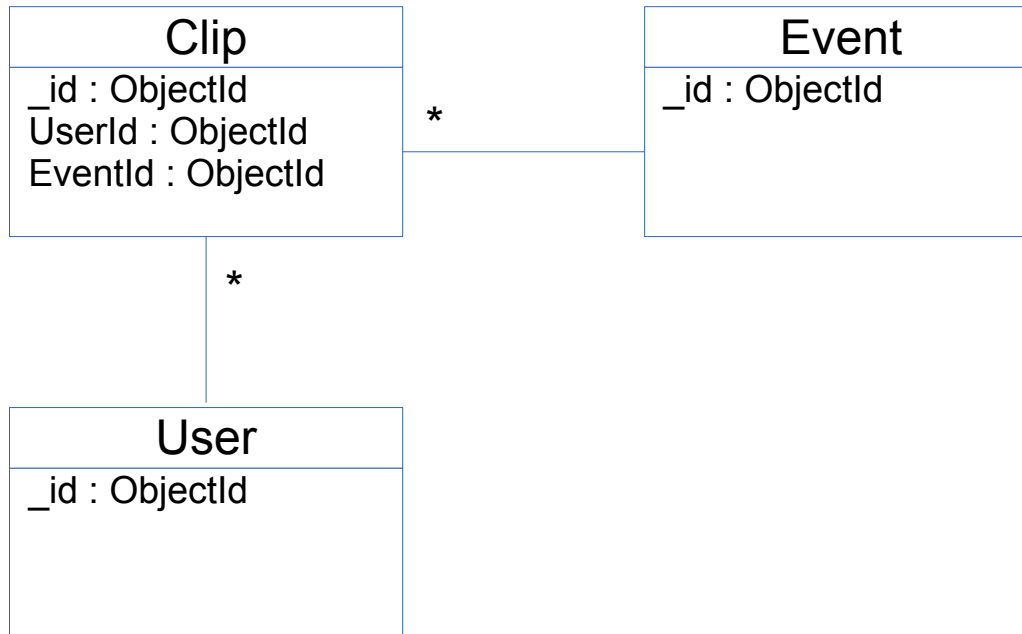 Clip
_id : ObjectId
UserId : ObjectId
EventId : ObjectId
*
Event
_id : ObjectId
*
User
_id : ObjectId